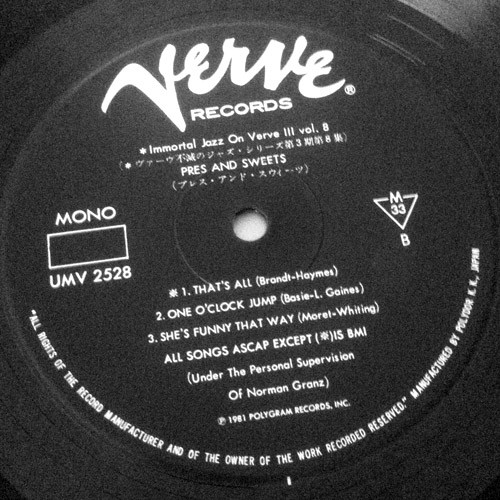 Verve
RECORDS
®
* Immortal Jazz On Verve III vol. 8
(* ヴァーヴ不滅のジャズ・シリーズ第3期第8集)
PRES AND SWEETS
(プレス・アンド・スウィーツ)
MONO
UMV 2528
M
33
B
※ 1. THAT'S ALL (Brandt-Haymes)
2. ONE O'CLOCK JUMP (Basie-L. Gaines)
3. SHE'S FUNNY THAT WAY (Moret-Whiting)
ALL SONGS ASCAP EXCEPT (※)IS BMI
(Under The Personal Supervision
Of Norman Granz)
℗ 1981 POLYGRAM RECORDS, INC.
"ALL RIGHTS OF THE RECORD MANUFACTURER AND OF THE OWNER OF THE WORK RECORDED RESERVED." MANUFACTURED BY POLYDOR K.K., JAPAN